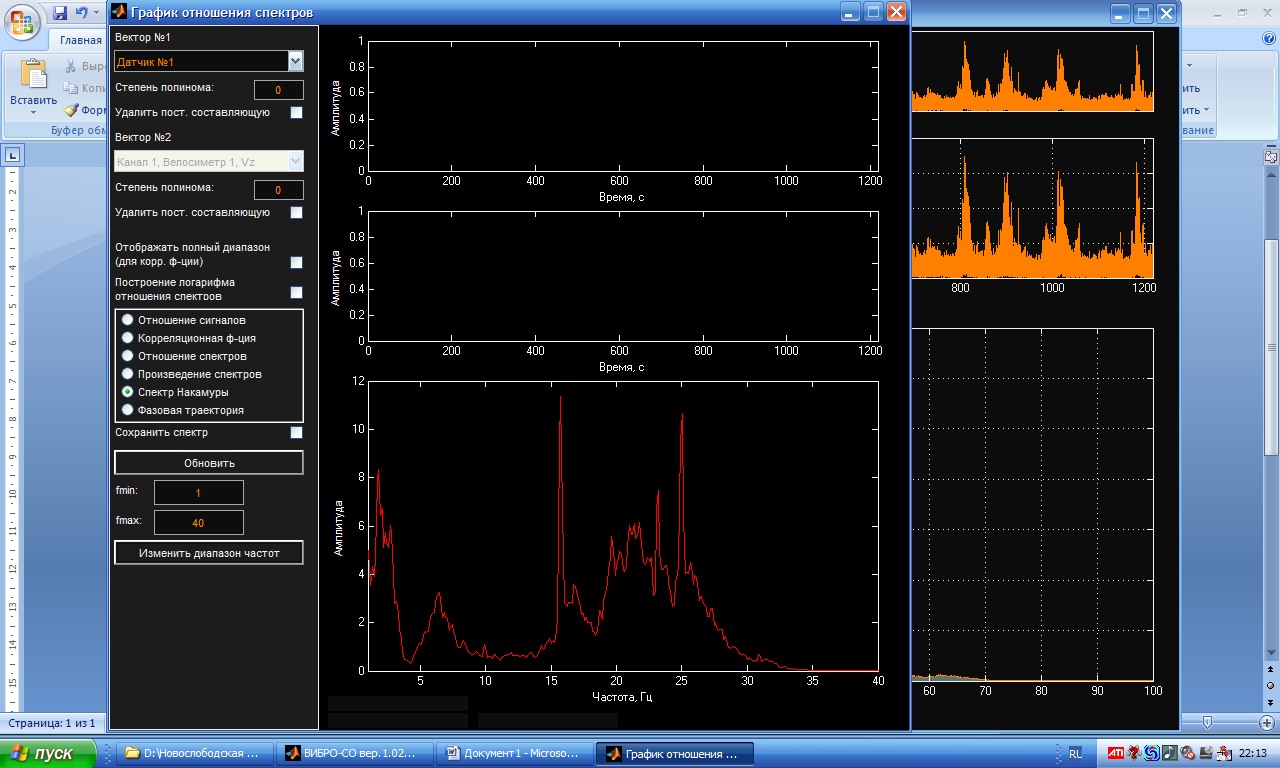 График отношения спектров
Главная
Вставить
Страница: 1 из 1
Вектор №1
Датчик №1
Степень полинома:
0
Удалить пост. составляющую
Вектор №2
Канал 1, Велосиметр 1, Vz
Степень полинома:
0
Удалить пост. составляющую
Отображать полный диапазон
(для корр. ф-ции)
Построение логарифма
отношения спектров
Отношение сигналов
Корреляционная ф-ция
Отношение спектров
Произведение спектров
Спектр Накамуры
Фазовая траектория
Сохранить спектр
Обновить
fmin:
1
fmax:
40
Изменить диапазон частот
Амплитуда
1
0.8
0.6
0.4
0.2
0
0 200 400 600 800 1000 1200
Время, с
Амплитуда
1
0.8
0.6
0.4
0.2
0
0 200 400 600 800 1000 1200
Время, с
Амплитуда
12
10
8
6
4
2
0
5 10 15 20 25 30 35 40
Частота, Гц
800 1000 1200
60 70 80 90 100
пуск
D:\Новослободская ...
ВИБРО-СО вер.1.02...
Документ1 - Microso...
График отношения ...
RU
ATI
22:13